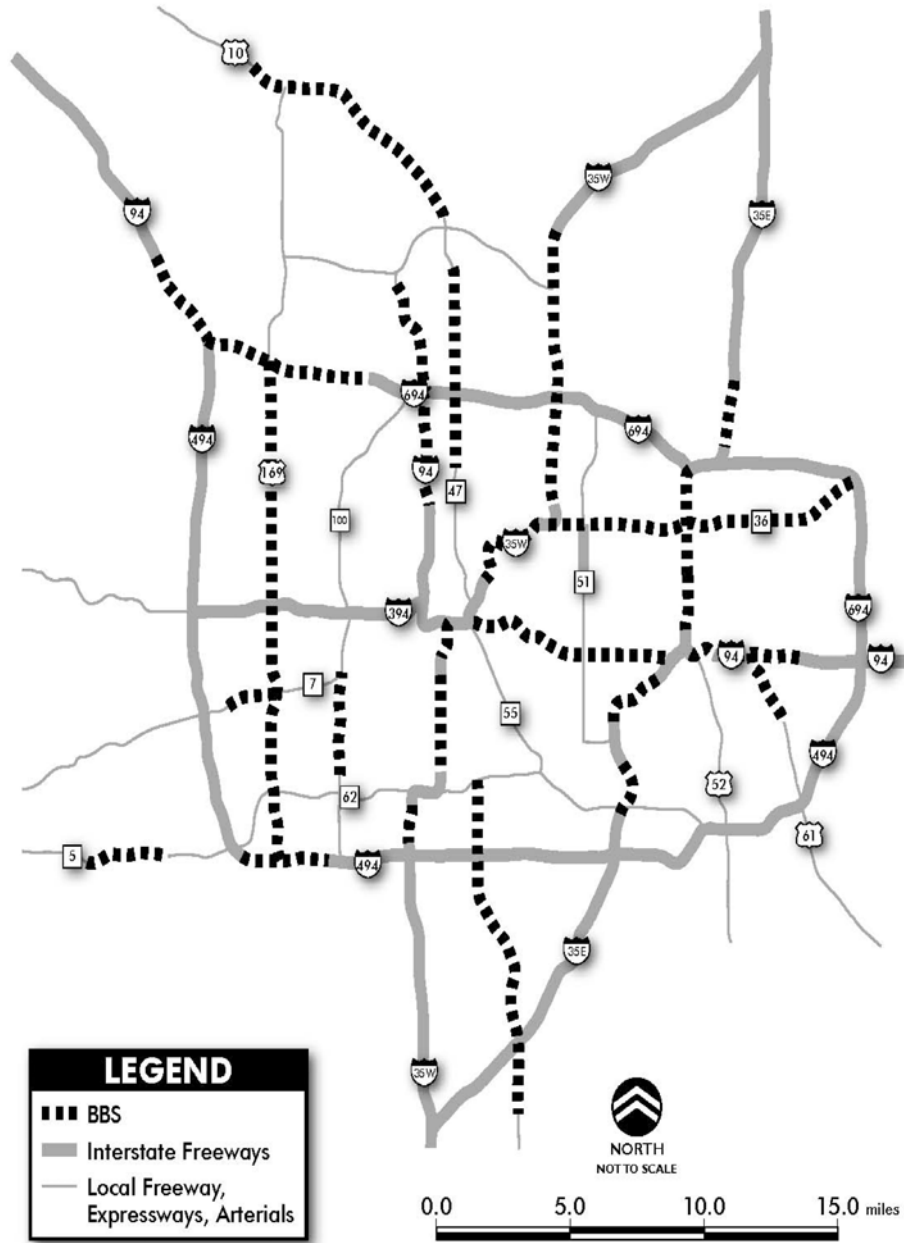 10
35W
94
35E
694
494
694
169
94
47
100
36
35W
51
394
694
94
94
7
55
494
52
62
61
5
494
35E
35W
LEGEND
BBS
Interstate Freeways
Local Freeway,
Expressways, Arterials
NORTH
NOT TO SCALE
0.0 5.0 10.0 15.0 miles